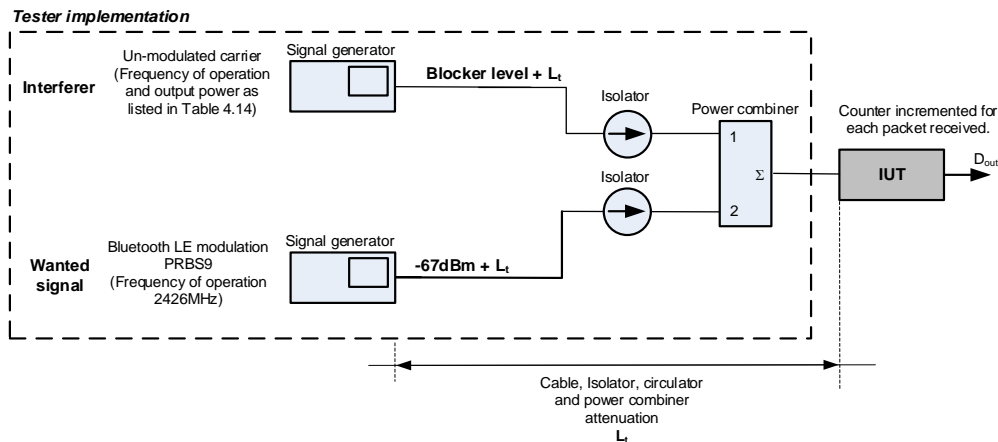 Tester implementation
Interferer
Un-modulated carrier
(Frequency of operation
and output power as
listed in Table 4.14)
Signal generator
Blocker level + Lt
Isolator
Power combiner
1
2
Σ
Counter incremented for
each packet received.
IUT
Dout
Isolator
Wanted
signal
Bluetooth LE modulation
PRBS9
(Frequency of operation
2426MHz)
Signal generator
-67dBm + Lt
Cable, Isolator, circulator
and power combiner
attenuation
Lt